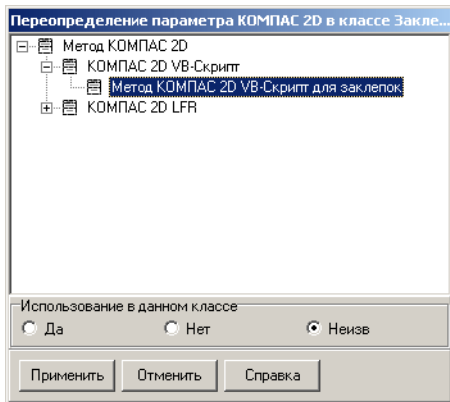 Переопределение параметра КОМПАС 2D в классе Закле...
Метод КОМПАС 2D
КОМПАС 2D VB-Скрипт
Метод КОМПАС 2D VB-Скрипт для заклепок
КОМПАС 2D LFR
Использование в данном классе
Да Нет Неизв
Применить Отменить Справка